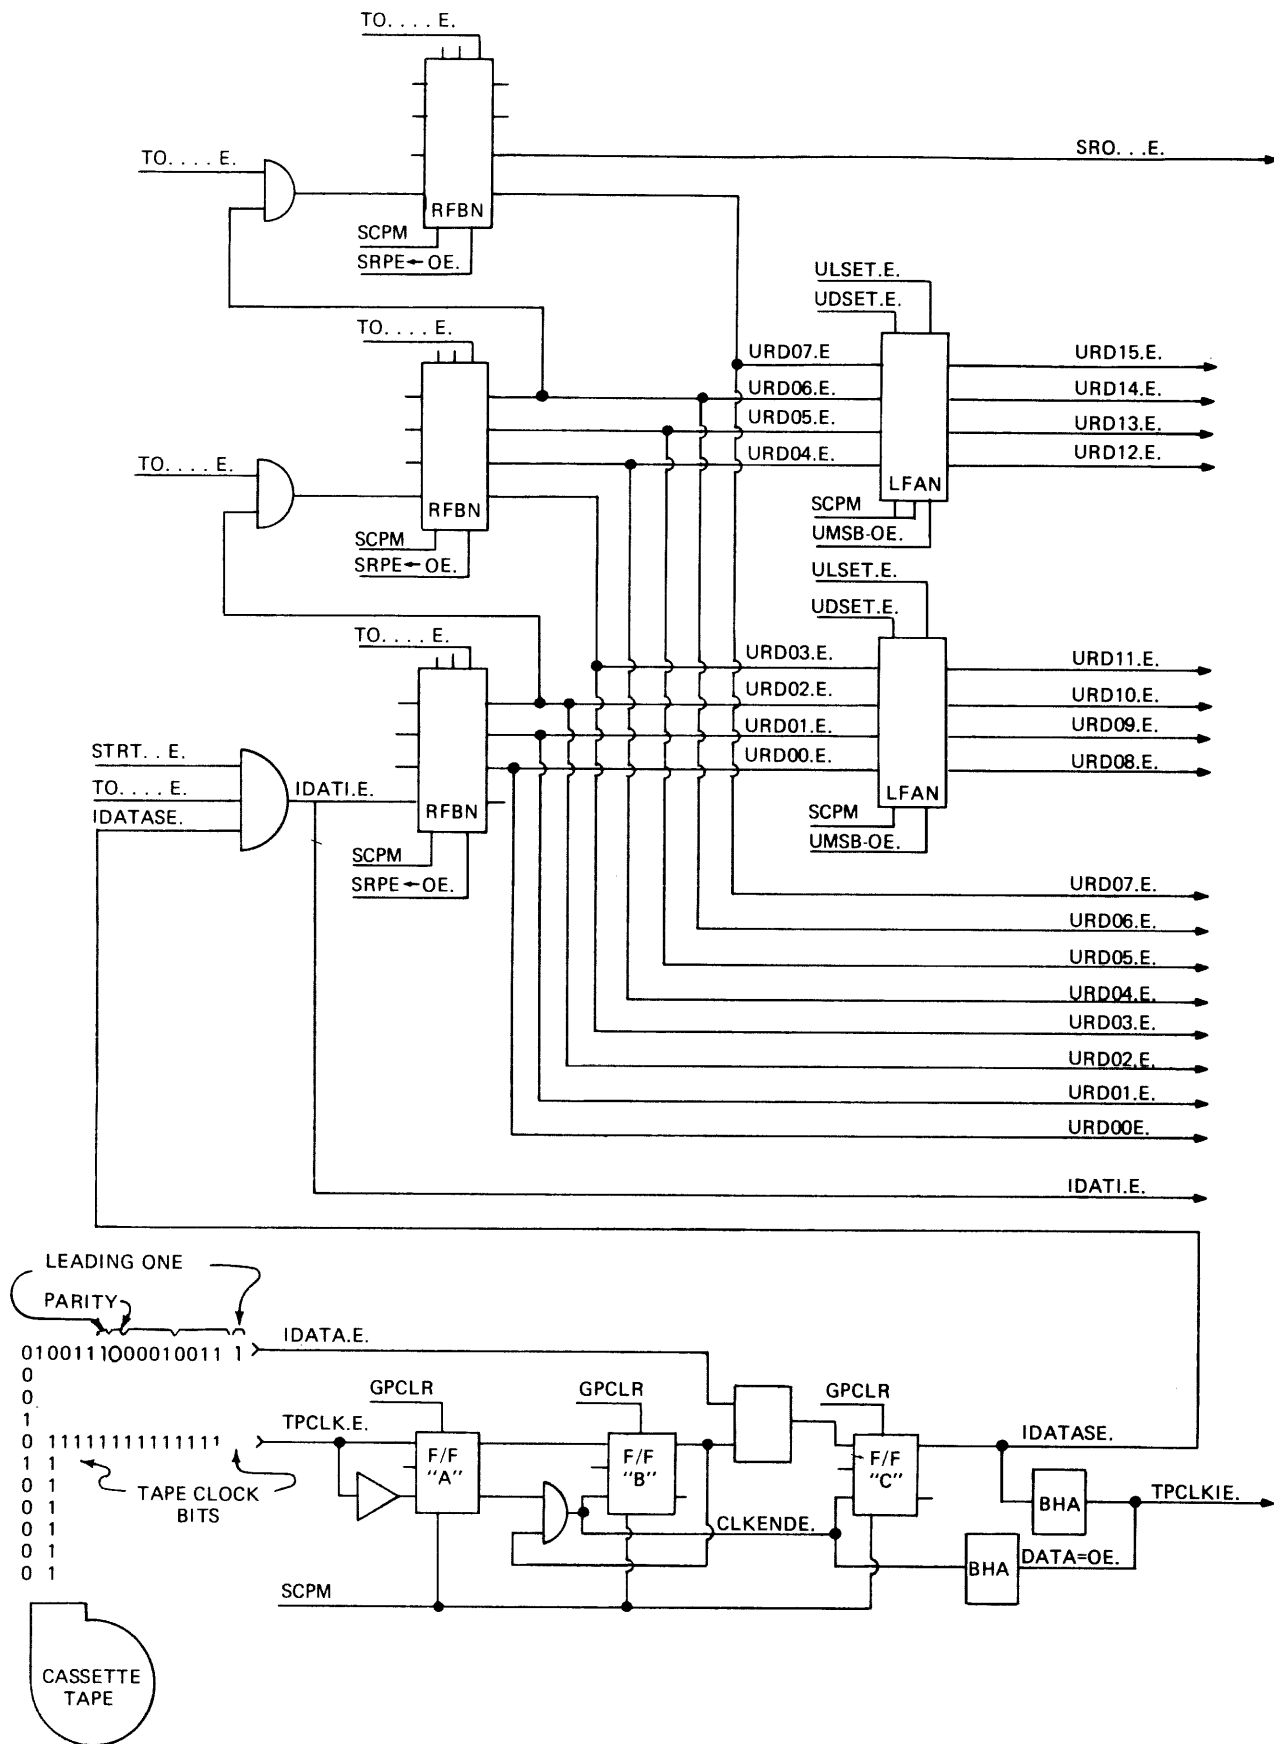 TO. . . . E.
TO. . . . E.
SRO. . .E.
RFBN
SCPM
SRPE←OE.
ULSET.E.
UDSET.E.
TO. . . . E.
URD07.E
URD15.E.
URD06.E.
URD14.E.
URD05.E.
URD13.E.
TO. . . . E.
URD04.E.
URD12.E.
LFAN
RFBN
SCPM
SCPM
UMSB-OE.
SRPE←OE.
ULSET.E.
UDSET.E.
TO. . . . E.
URD03.E.
URD11.E.
URD02.E.
URD10.E.
URD01.E.
URD09.E.
STRT. . E.
URD00.E.
URD08.E.
TO. . . . E.
IDATI.E.
LFAN
IDATASE.
RFBN
SCPM
UMSB-OE.
SCPM
SRPE←OE.
URD07.E.
URD06.E.
URD05.E.
URD04.E.
URD03.E.
URD02.E.
URD01.E.
URD00E.
IDATI.E.
LEADING ONE
PARITY
IDATA.E.
010011100001 0011 1
0
0
1
GPCLR
GPCLR
GPCLR
TPCLK.E.
0 11111111111111
IDATASE.
F/F "A"
F/F "B"
F/F "C"
1 1
0 1
0 1
0 1
0 1
0 1
TAPE CLOCK
BITS
CLKENDE.
BHA
TPCLKIE.
BHA
DATA=OE.
SCPM
CASSETTE
TAPE